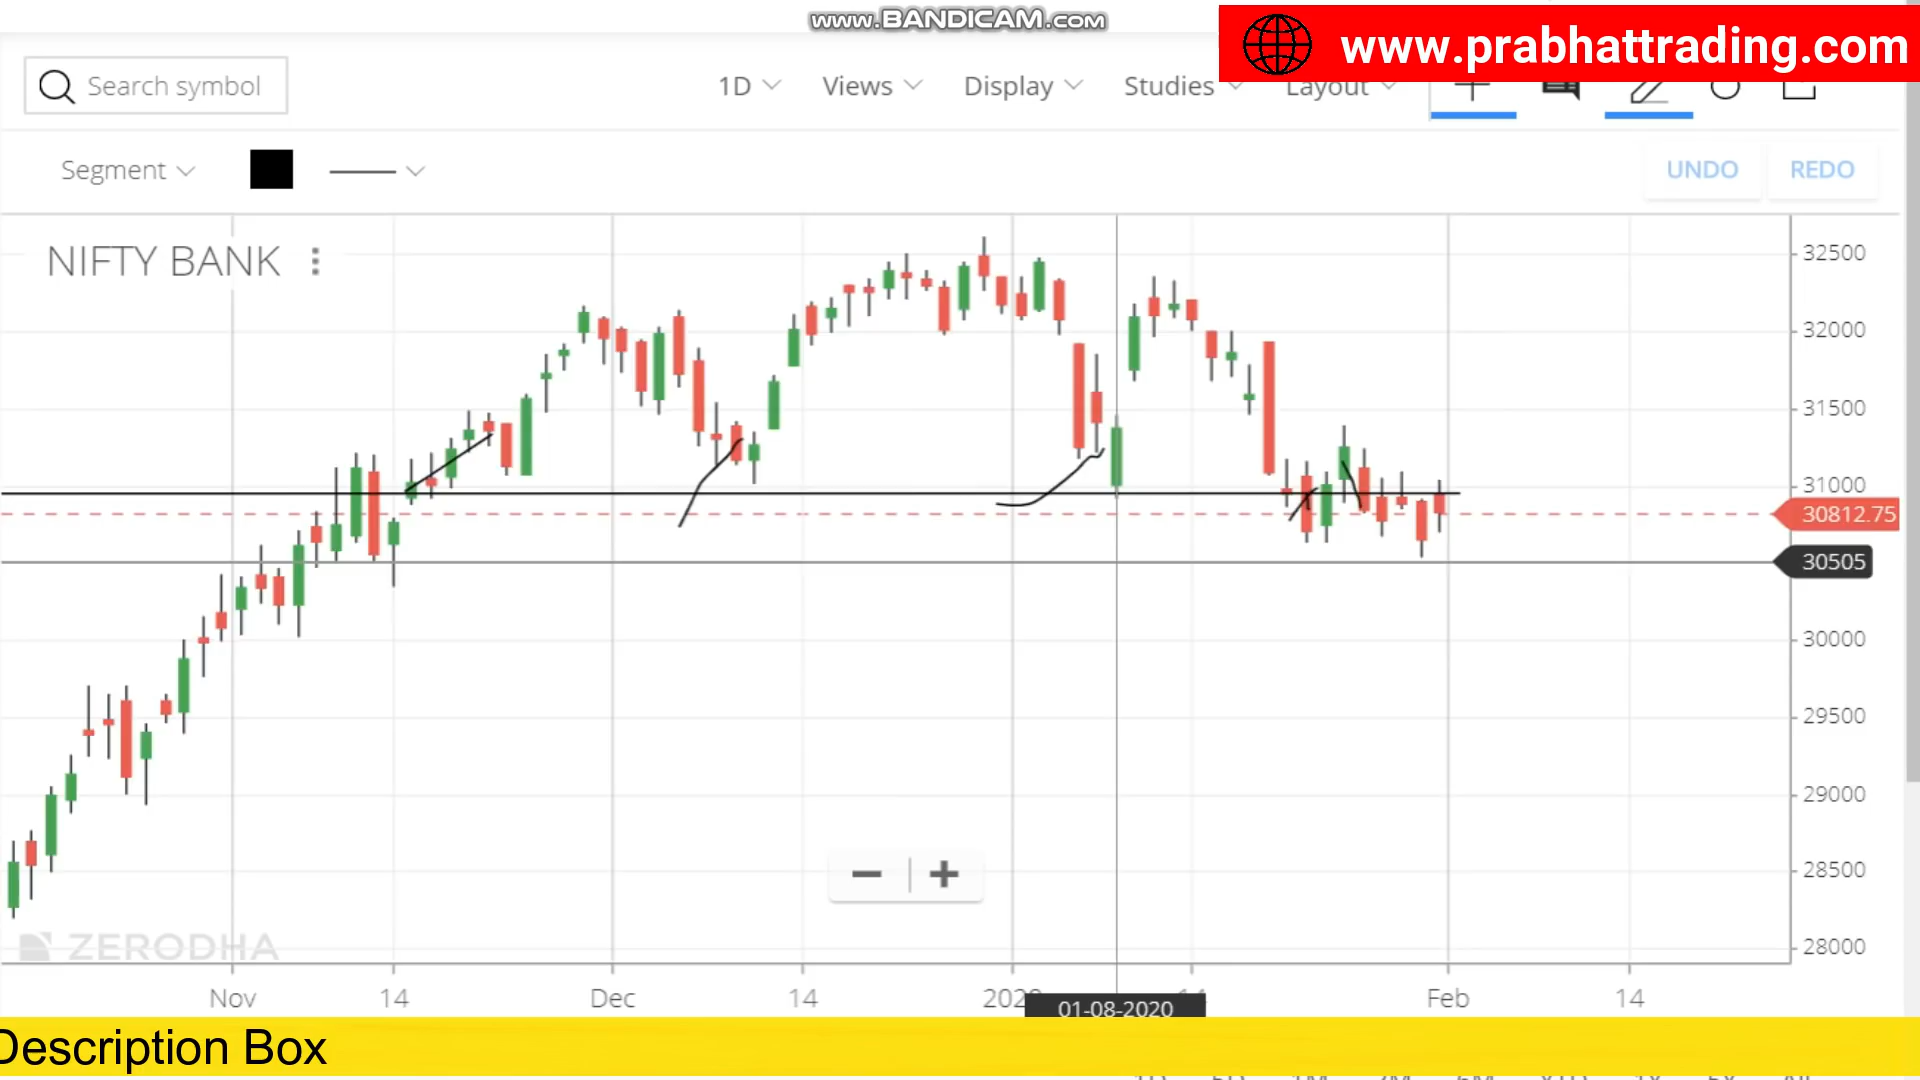 www.BANDICAM.com
www.prabhattrading.com
Search symbol
1D
Views
Display
Studies
Layout
Segment
UNDO
REDO
NIFTY BANK
32500
32000
31500
31000
30812.75
30505
30000
29500
29000
28500
28000
ZERODHA
Nov
14
Dec
14
2020
14
Feb
14
01-08-2020
Description Box